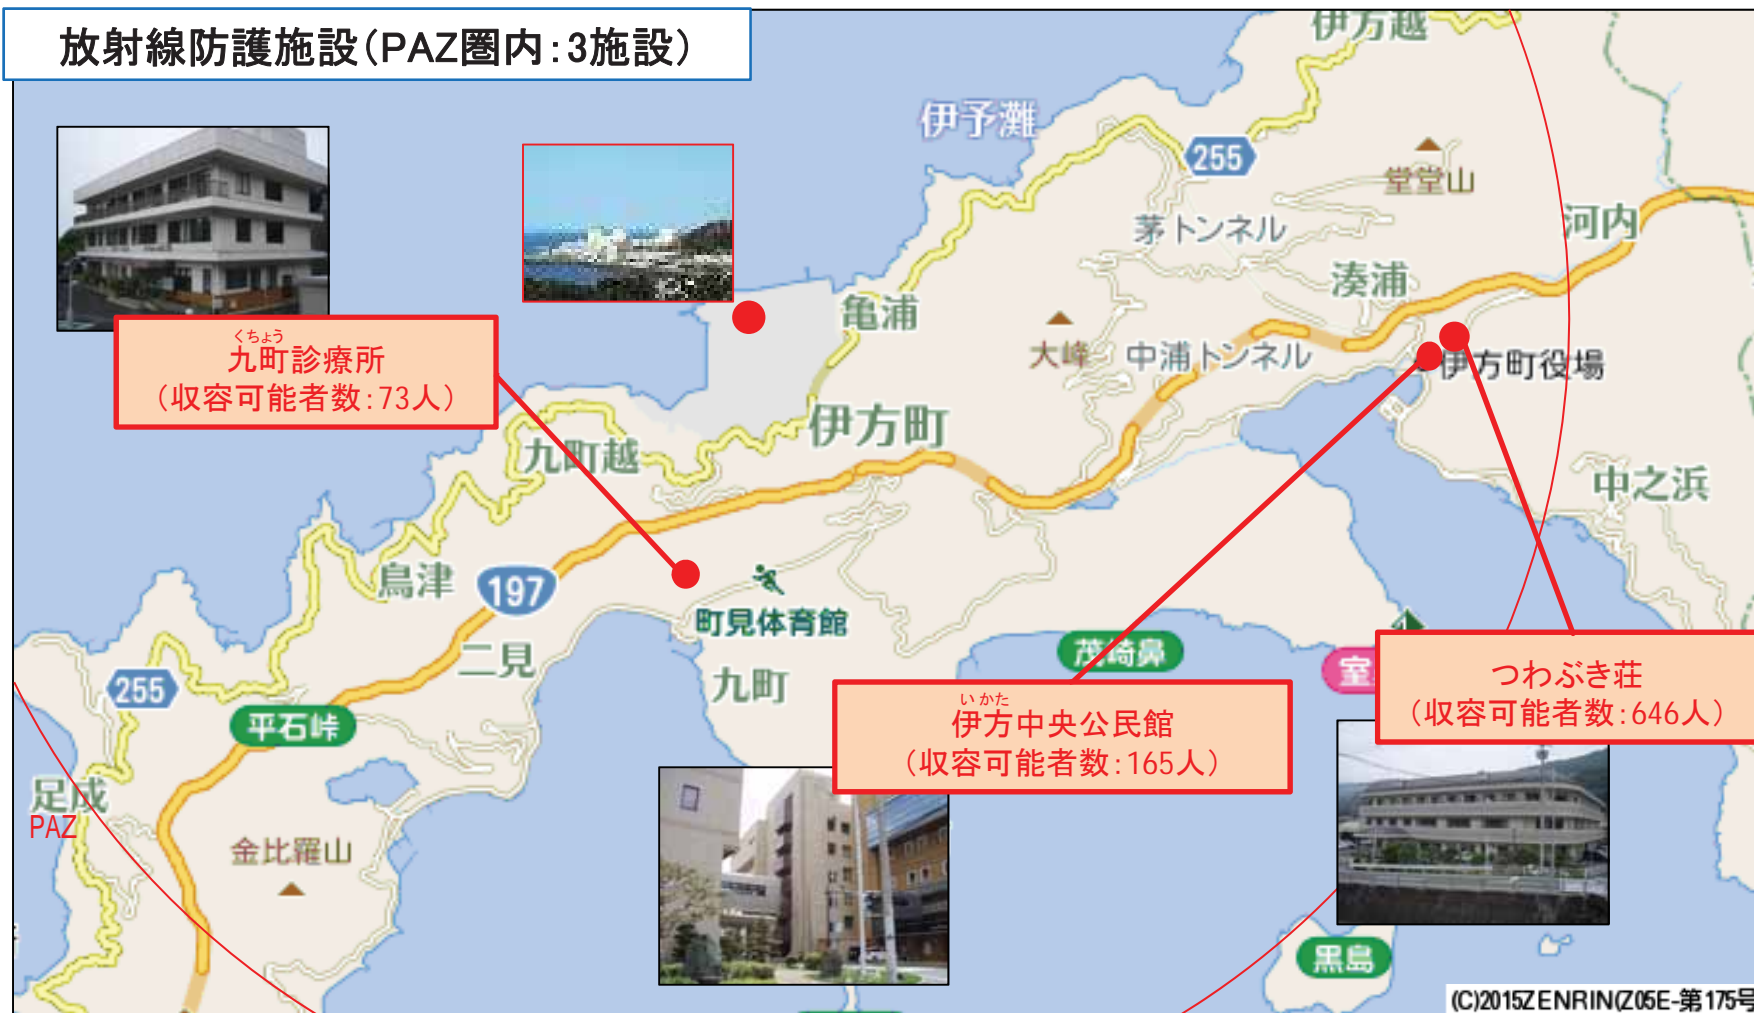 放射線防護施設(PAZ圏内:3施設)
伊方越
伊予灘
255
堂堂山
茅トンネル
河内
湊浦
亀浦
大峰
中浦トンネル
伊方町役場
くちょう
九町診療所
(収容可能者数:73人)
伊方町
九町越
中之浜
鳥津
197
町見体育館
二見
九町
茂崎鼻
室
255
平石峠
いかた
伊方中央公民館
(収容可能者数:165人)
つわぶき荘
(収容可能者数:646人)
足成
PAZ
金比羅山
黒島
(C)2015ZENRIN(Z05E-第175号